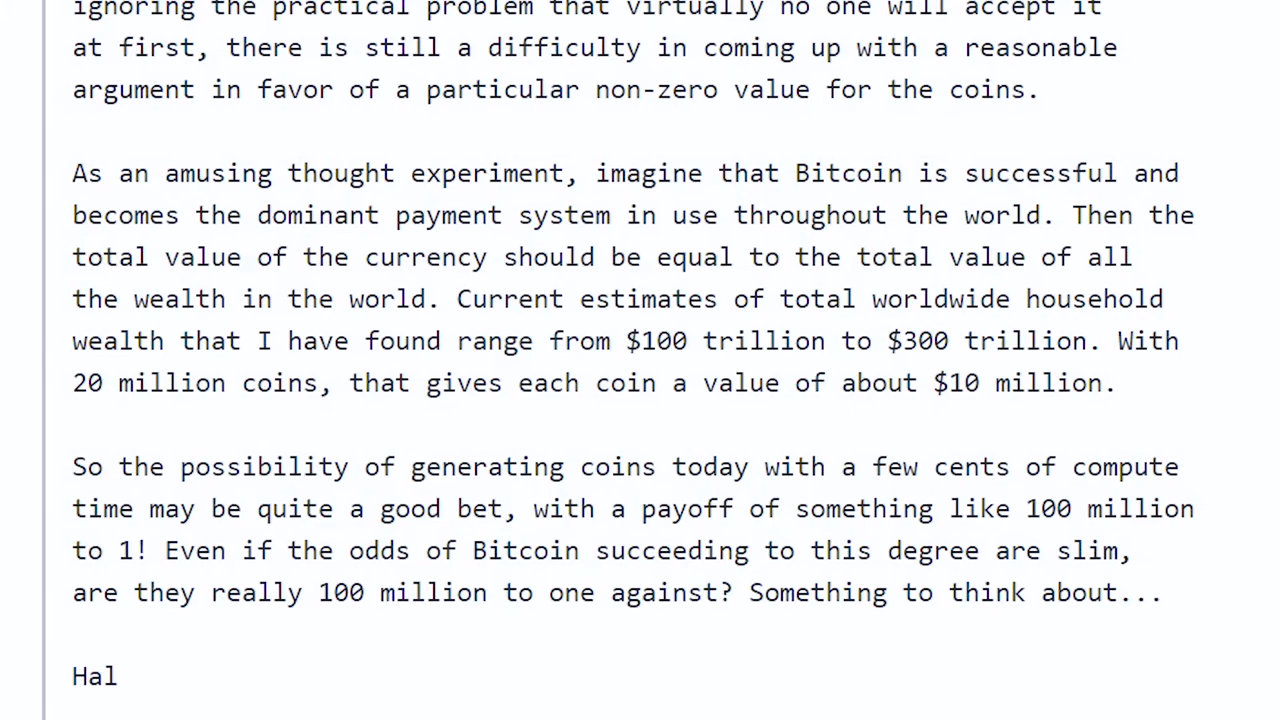 ignoring the practical problem that virtually no one will accept it
at first, there is still a difficulty in coming up with a reasonable
argument in favor of a particular non-zero value for the coins.
As an amusing thought experiment, imagine that Bitcoin is successful and
becomes the dominant payment system in use throughout the world. Then the
total value of the currency should be equal to the total value of all
the wealth in the world. Current estimates of total worldwide household
wealth that I have found range from $100 trillion to $300 trillion. With
20 million coins, that gives each coin a value of about $10 million.
So the possibility of generating coins today with a few cents of compute
time may be quite a good bet, with a payoff of something like 100 million
to 1! Even if the odds of Bitcoin succeeding to this degree are slim,
are they really 100 million to one against? Something to think about...
Hal